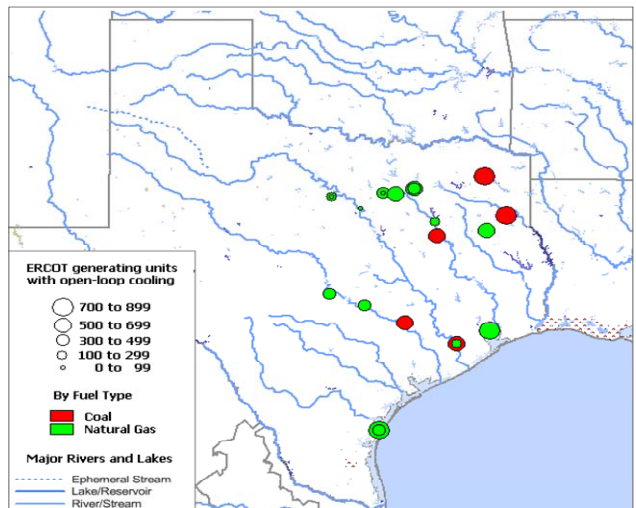 ERCOT generating units
with open-loop cooling
700 to 899
500 to 699
300 to 499
100 to 299
0 to 99
By Fuel Type
Coal
Natural Gas
Major Rivers and Lakes
Ephemeral Stream
Lake/Reservoir
River/Stream